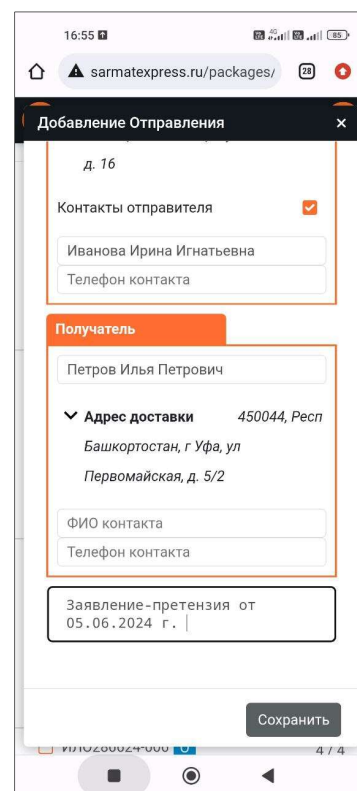 16:55
4G
85
sarmatexpress.ru/packages/
28
Добавление Отправления
×
д. 16
Контакты отправителя
Иванова Ирина Игнатьевна
Телефон контакта
Получатель
Петров Илья Петрович
Адрес доставки 450044, Респ
Башкортостан, г Уфа, ул
Первомайская, д. 5/2
ФИО контакта
Телефон контакта
Заявление-претензия от
05.06.2024 г.
Сохранить
4 / 4